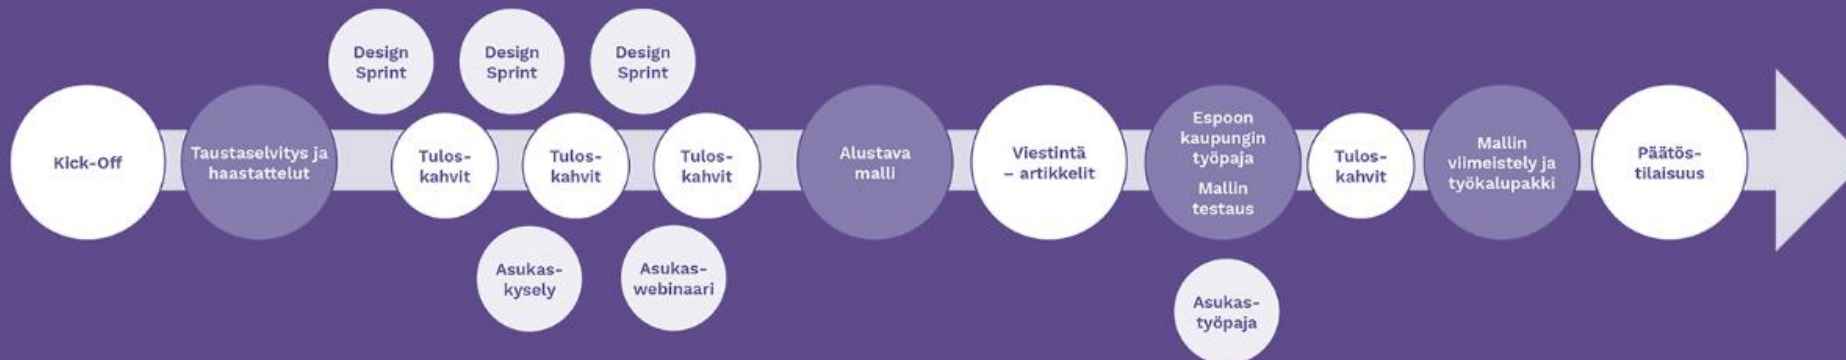 Design
Sprint
Design
Sprint
Design
Sprint
Kick-Off
Taustaselvitys ja
haastattelut
Tulos-
kahvit
Tulos-
kahvit
Tulos-
kahvit
Alustava
malli
Viestintä
– artikkelit
Espoon
kaupungin
työpaja
Mallin
testaus
Tulos-
kahvit
Mallin
viimeistely ja
työkalupakki
Päätös-
tilaisuus
Asukas-
kysely
Asukas-
webinaari
Asukas-
työpaja